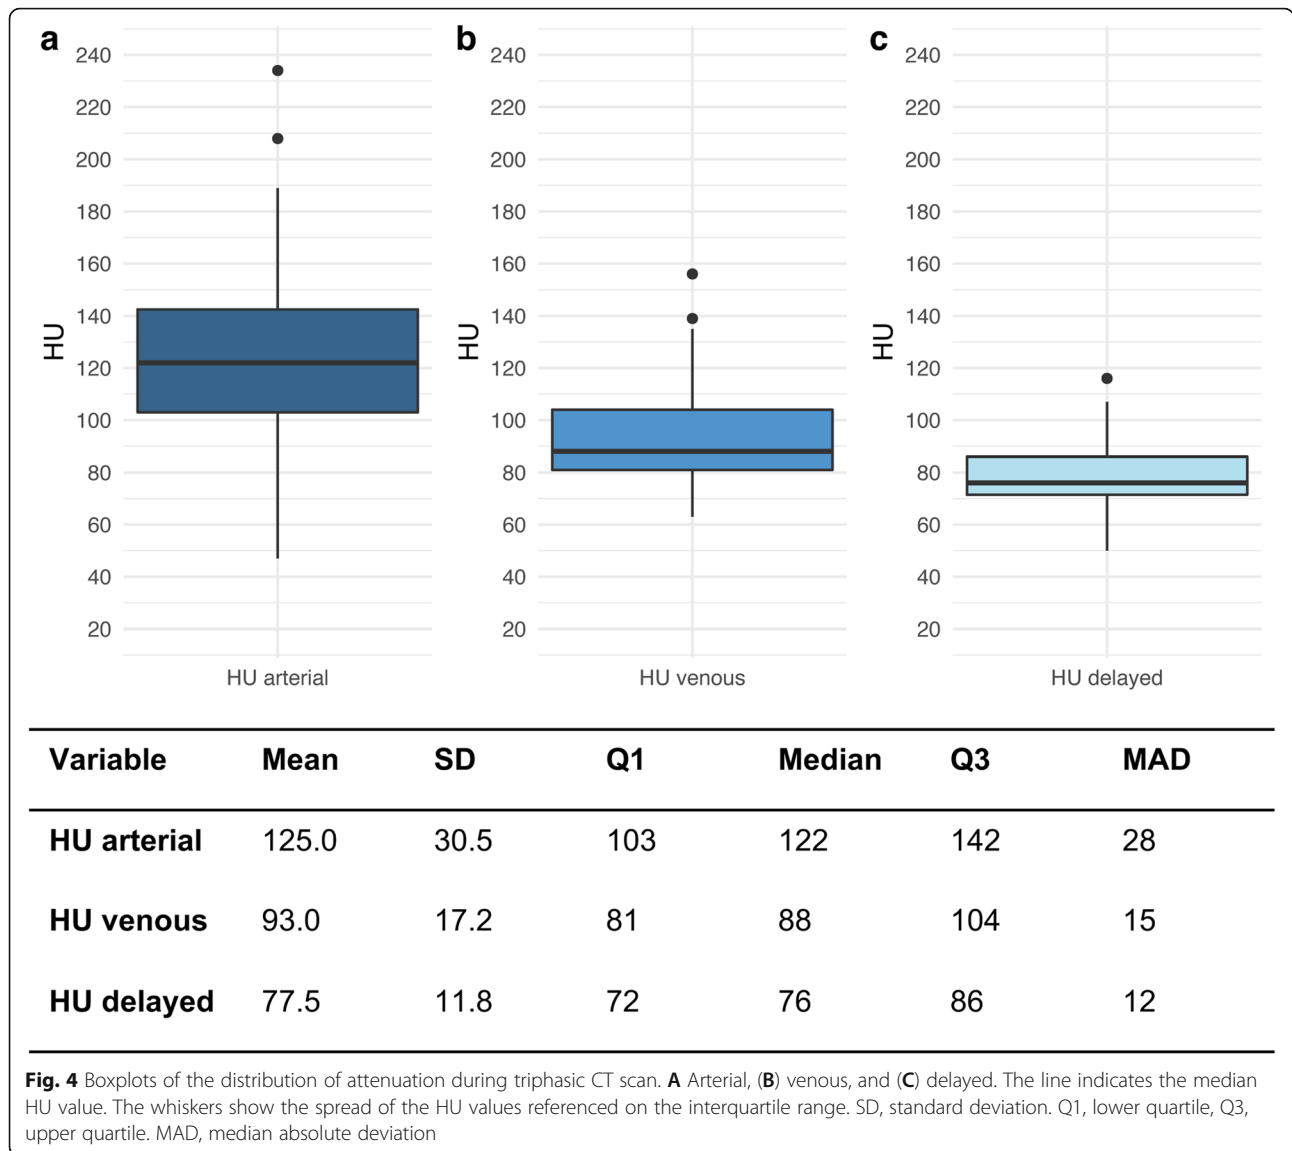 a
240
220
200
180
160
140
120
100
80
60
40
20
HU
HU arterial
b
240
220
200
180
160
140
120
100
80
60
40
20
HU
HU venous
c
240
220
200
180
160
140
120
100
80
60
40
20
HU
HU delayed
Variable Mean SD Q1 Median Q3 MAD
HU arterial 125.0 30.5 103 122 142 28
HU venous 93.0 17.2 81 88 104 15
HU delayed 77.5 11.8 72 76 86 12
Fig. 4 Boxplots of the distribution of attenuation during triphasic CT scan. A Arterial, (B) venous, and (C) delayed. The line indicates the median
HU value. The whiskers show the spread of the HU values referenced on the interquartile range. SD, standard deviation. Q1, lower quartile, Q3,
upper quartile. MAD, median absolute deviation